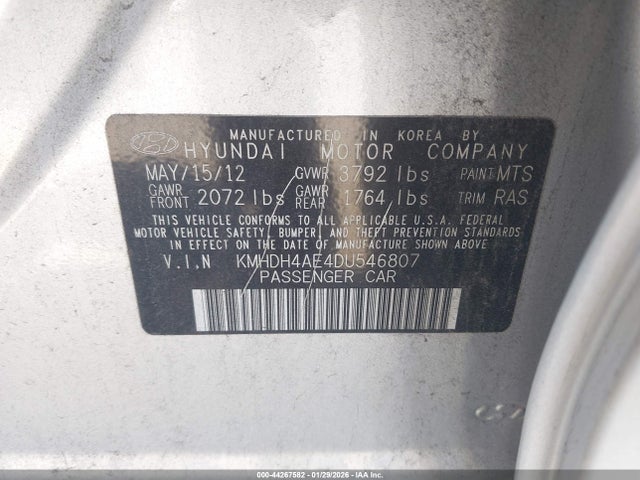 MANUFACTURED IN KOREA BY
HYUNDAI MOTOR COMPANY
MAY/15/12 GVWR 3792 lbs PAINT MTS
GAWR FRONT 2072 lbs GAWR REAR 1764 lbs TRIM RAS
THIS VEHICLE CONFORMS TO ALL APPLICABLE U.S.A. FEDERAL
MOTOR VEHICLE SAFETY, BUMPER, AND THEFT PREVENTION
STANDARDS IN EFFECT ON THE DATE OF MANUFACTURE SHOWN ABOVE.
V.I.N KMHDH4AE4DU546807
PASSENGER CAR
000-44267582 - 01/29/2026 - IAA Inc.